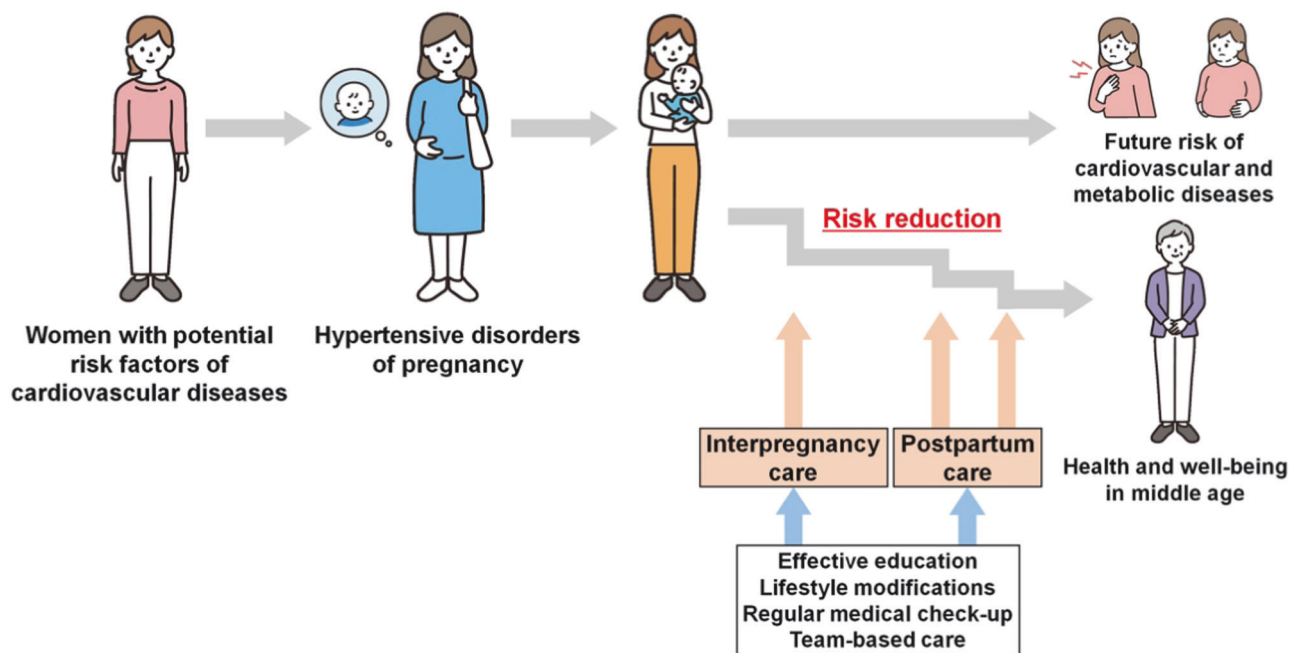 Future risk of
cardiovascular and
metabolic diseases
Risk reduction
Women with potential
risk factors of
cardiovascular diseases
Hypertensive disorders
of pregnancy
Interpregnancy
care
Postpartum
care
Health and well-being
in middle age
Effective education
Lifestyle modifications
Regular medical check-up
Team-based care